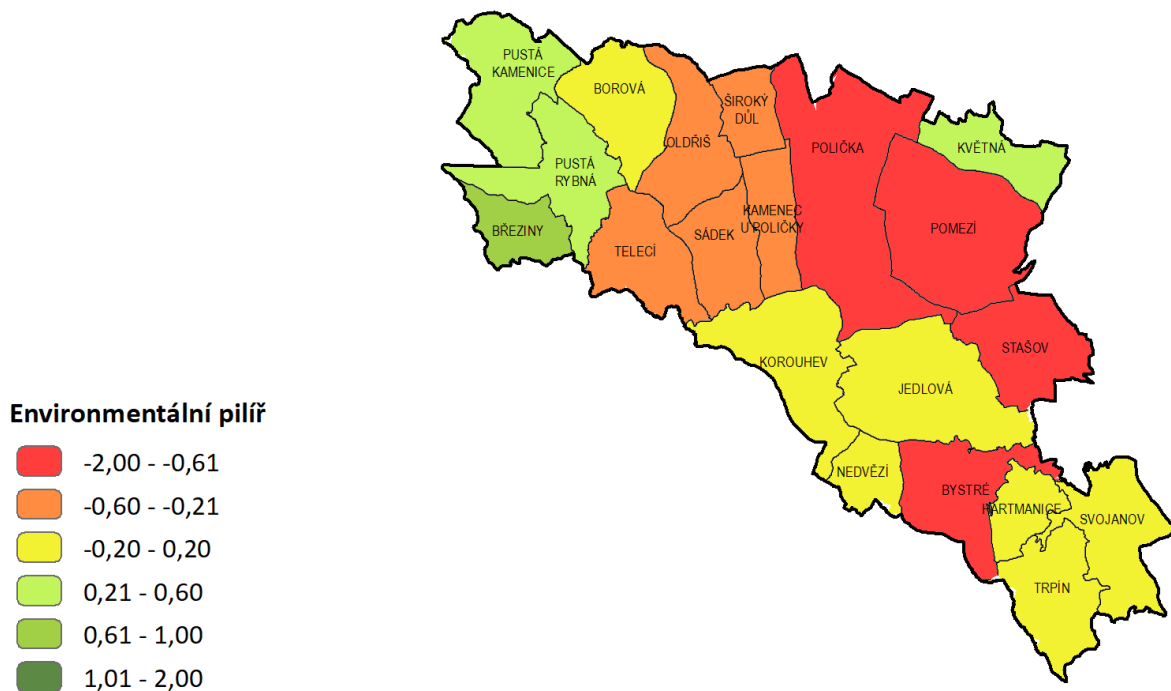 PUSTÁ
KAMENICE
BOROVÁ
ŠIROKÝ
DŮL
OLDŘIŠ
POLIČKA
KVĚTNÁ
PUSTÁ
RYBNÁ
KAMENEC
U POLIČKY
BŘEZINY
TELECÍ
SÁDEK
POMEZÍ
STAŠOV
KOROUHEV
JEDLOVÁ
NEDVĚZÍ
BYSTRÉ
HARTMANICE
SVOJANOV
TRPÍN
Environmentální pilíř
-2,00 - -0,61
-0,60 - -0,21
-0,20 - 0,20
0,21 - 0,60
0,61 - 1,00
1,01 - 2,00